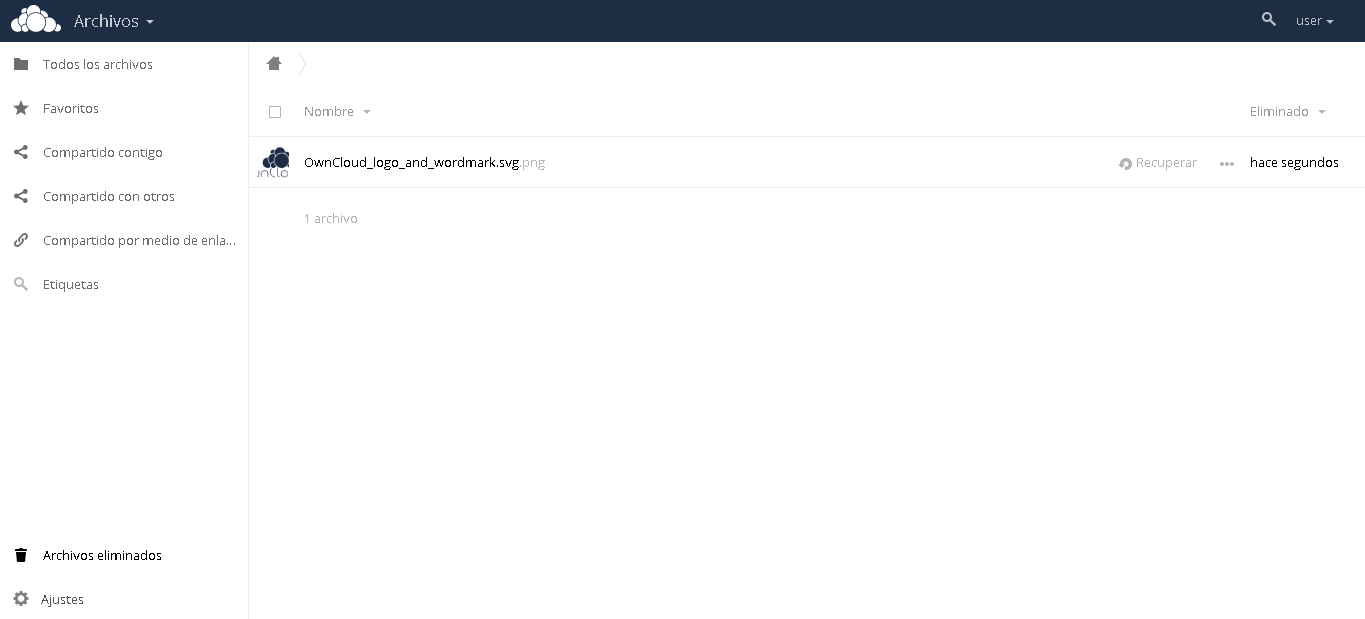 Archivos
user
Todos los archivos
Favoritos
Compartido contigo
Compartido con otros
Compartido por medio de enla...
Etiquetas
Archivos eliminados
Ajustes
Nombre
Eliminado
OwnCloud_logo_and_wordmark.svg.png
Recuperar
hace segundos
1 archivo